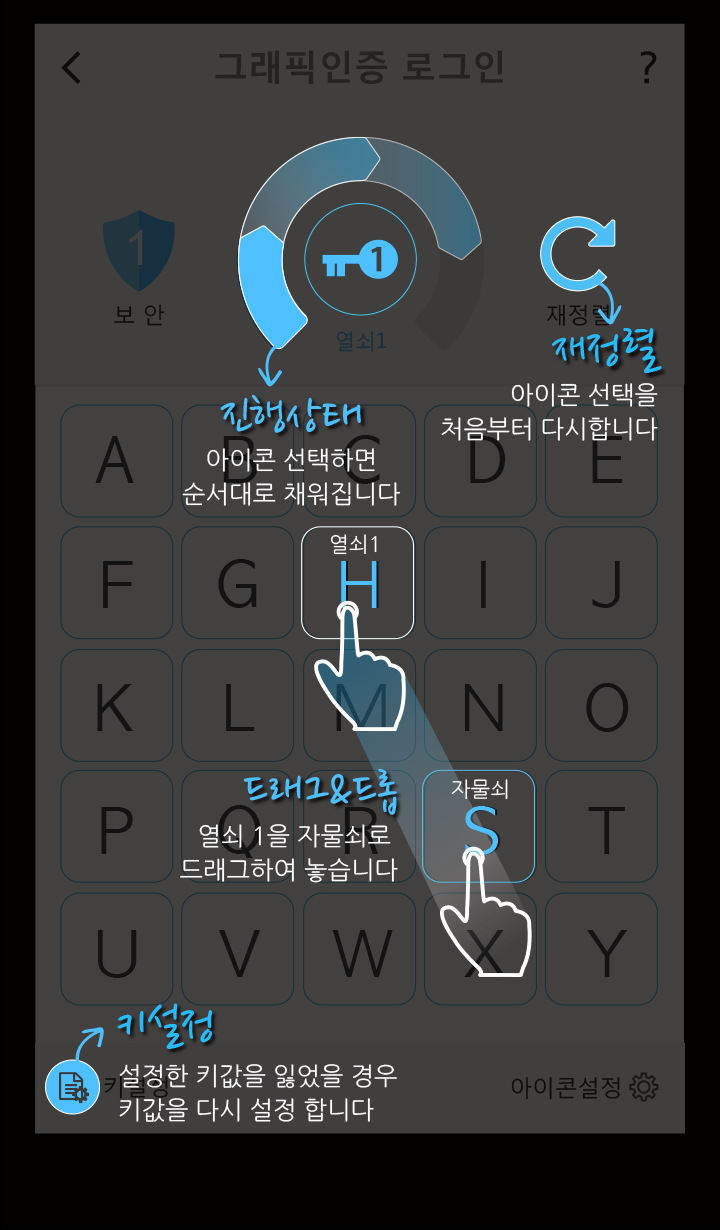 그래픽인증 로그인
?
1
1
보 안
열쇠1
재정렬
재정렬
아이콘 선택을
처음부터 다시합니다
진행상태
아이콘 선택하면
순서대로 채워집니다
A B C D E
열쇠1
F G H I J
K L M N O
드래그&드롭
열쇠 1을 자물쇠로
드래그하여 놓습니다
자물쇠
P Q R S T
U V W X Y
키설정
설정한 키값을 잃었을 경우
키값을 다시 설정 합니다
키설정
아이콘설정